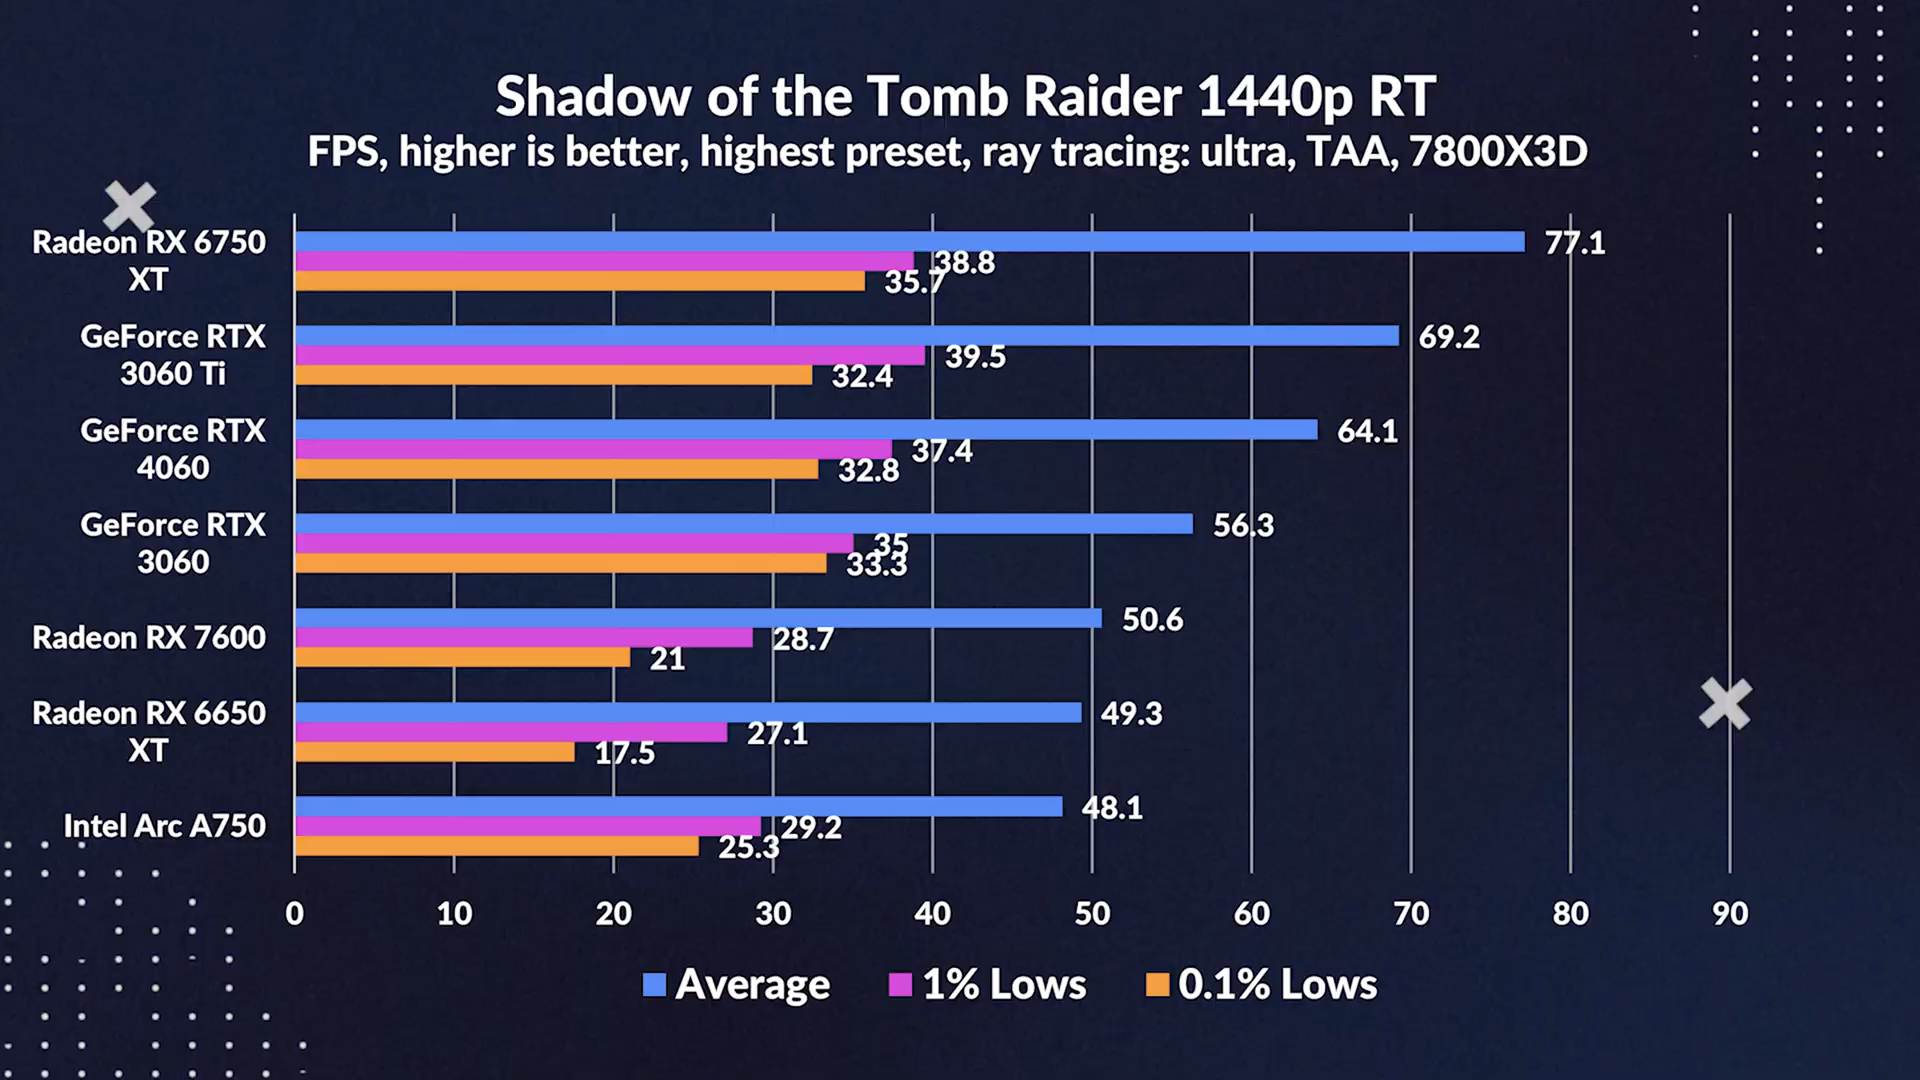 Shadow of the Tomb Raider 1440p RT
FPS, higher is better, highest preset, ray tracing: ultra, TAA, 7800X3D
Radeon RX 6750
XT
77.1
38.8
35.7
GeForce RTX
3060 Ti
69.2
39.5
32.4
GeForce RTX
4060
64.1
37.4
32.8
GeForce RTX
3060
56.3
35
33.3
Radeon RX 7600
50.6
28.7
21
Radeon RX 6650
XT
49.3
27.1
17.5
Intel Arc A750
48.1
29.2
25.3
0 10 20 30 40 50 60 70 80 90
Average 1% Lows 0.1% Lows